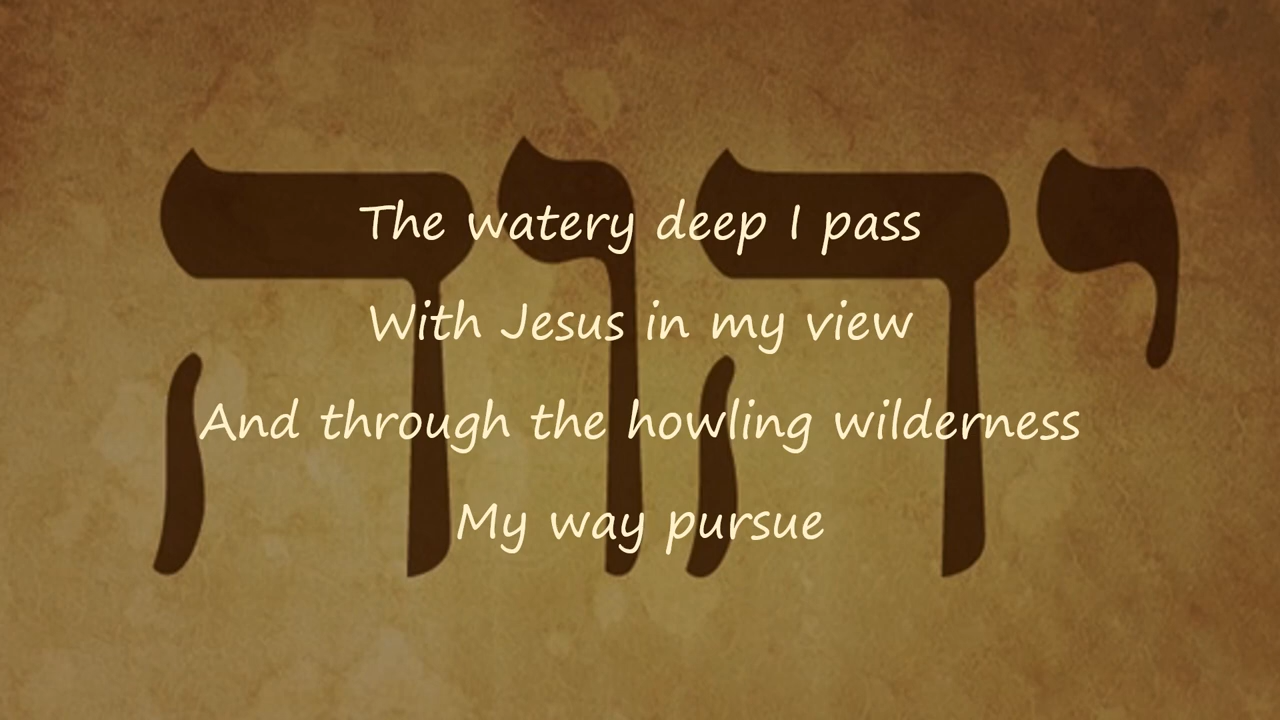 יהוה
The watery deep I pass
With Jesus in my view
And through the howling wilderness
My way pursue